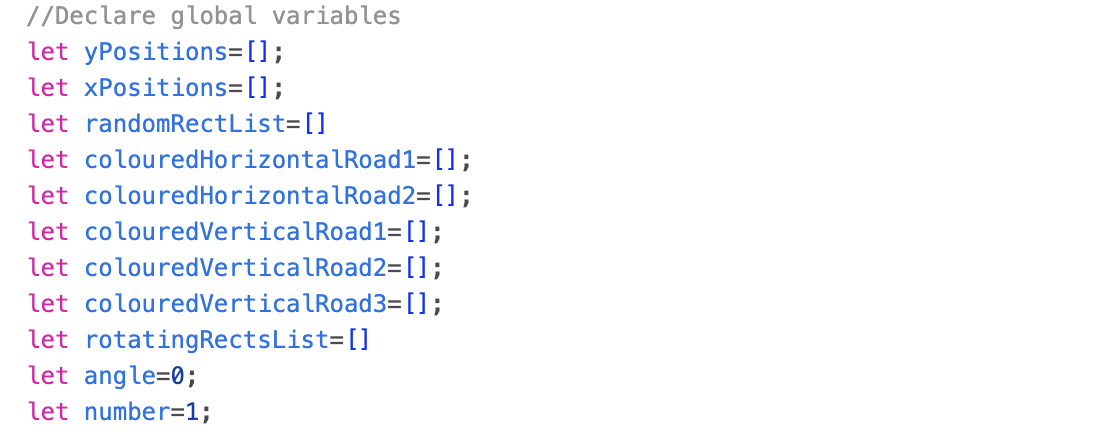 //Declare global variables
let yPositions=[];
let xPositions=[];
let randomRectList=[]
let colouredHorizontalRoad1=[];
let colouredHorizontalRoad2=[];
let colouredVerticalRoad1=[];
let colouredVerticalRoad2=[];
let colouredVerticalRoad3=[];
let rotatingRectsList=[]
let angle=0;
let number=1;